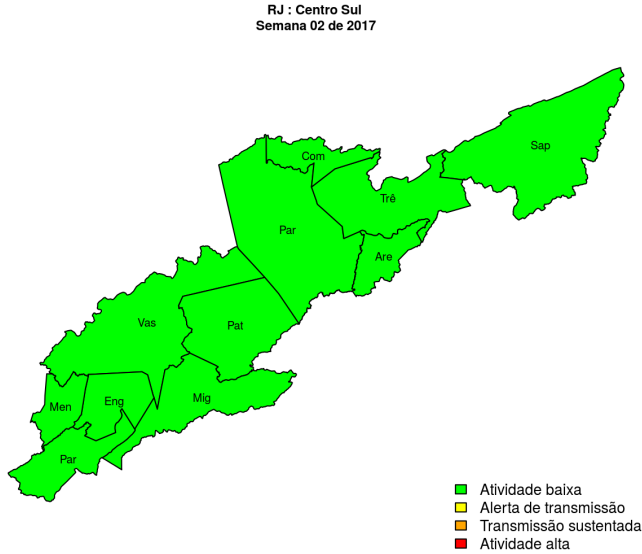 RJ : Centro Sul
Semana 02 de 2017
Sap
Com
Trê
Par
Are
Vas
Pat
Mig
Men
Eng
Par
Atividade baixa
Alerta de transmissão
Transmissão sustentada
Atividade alta